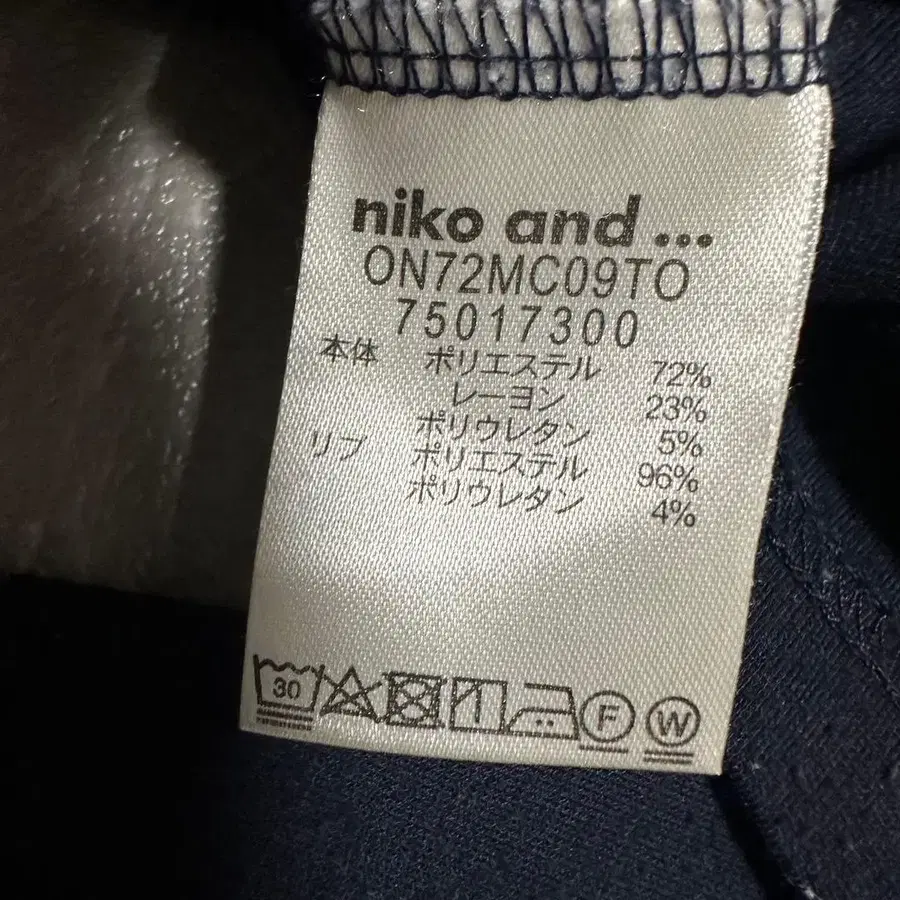 niko and ...
ON72MC09TO
75017300
本体 ポリエステル 72%
レーヨン 23%
ポリウレタン 5%
リブ ポリエステル 96%
ポリウレタン 4%
30 F W